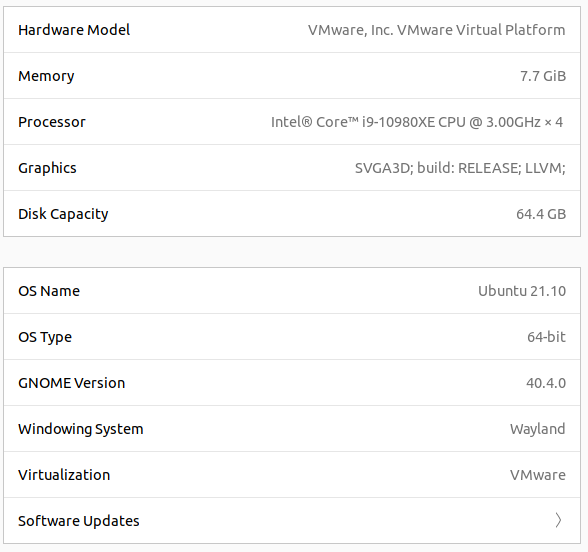 Hardware Model VMware, Inc. VMware Virtual Platform
Memory 7.7 GiB
Processor Intel® Core™ i9-10980XE CPU @ 3.00GHz × 4
Graphics SVGA3D; build: RELEASE; LLVM;
Disk Capacity 64.4 GB
OS Name Ubuntu 21.10
OS Type 64-bit
GNOME Version 40.4.0
Windowing System Wayland
Virtualization VMware
Software Updates